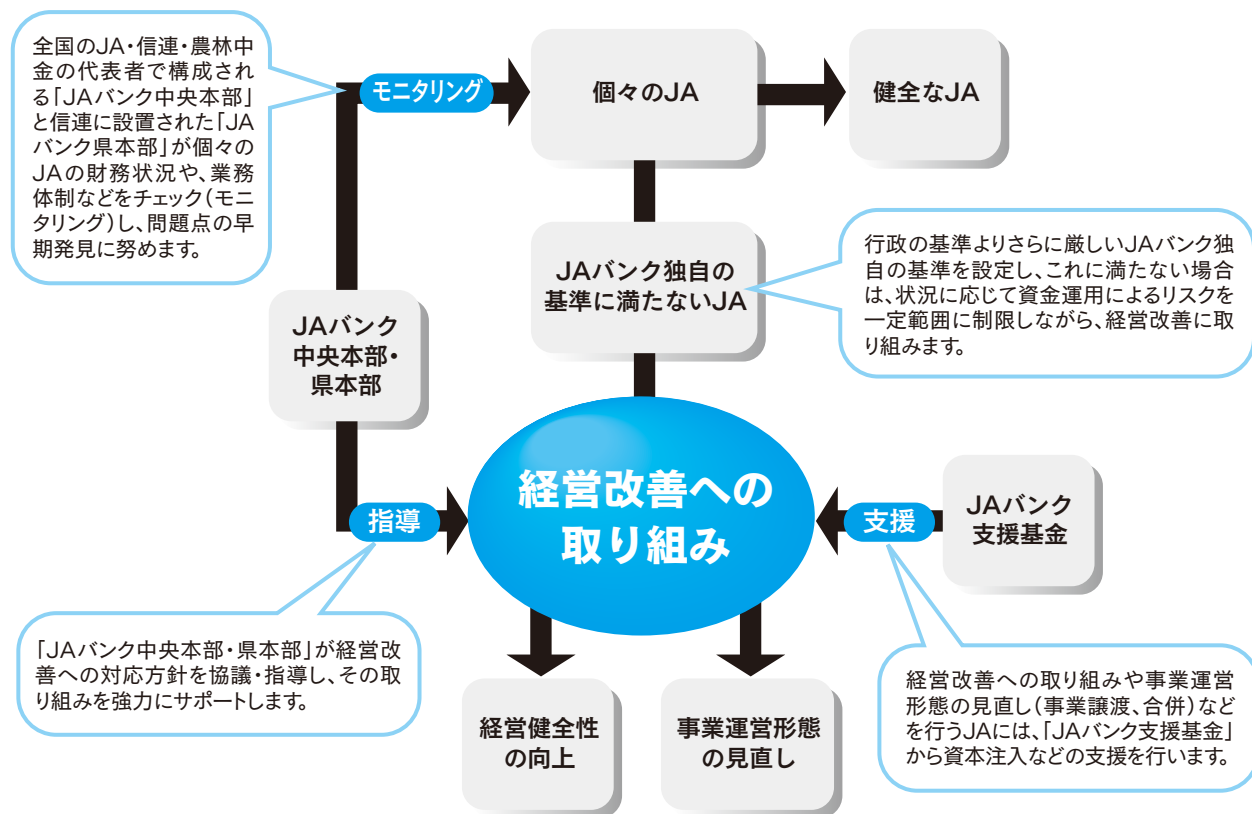 全国のJA・信連・農林中
金の代表者で構成され
る「JAバンク中央本部」
と信連に設置された「JA
バンク県本部」が個々の
JAの財務状況や、業務
体制などをチェック(モニ
タリング)し、問題点の早
期発見に努めます。
モニタリング
個々のJA
健全なJA
JAバンク独自の
基準に満たないJA
行政の基準よりさらに厳しいJAバンク独
自の基準を設定し、これに満たない場合
は、状況に応じて資金運用によるリスクを
一定範囲に制限しながら、経営改善に取
り組みます。
JAバンク
中央本部・
県本部
経営改善への
取り組み
指導
支援
JAバンク
支援基金
「JAバンク中央本部・県本部」が経営改
善への対応方針を協議・指導し、その取
り組みを強力にサポートします。
経営健全性
の向上
事業運営形態
の見直し
経営改善への取り組みや事業運営
形態の見直し(事業譲渡、合併)など
を行うJAには、「JAバンク支援基金」
から資本注入などの支援を行います。